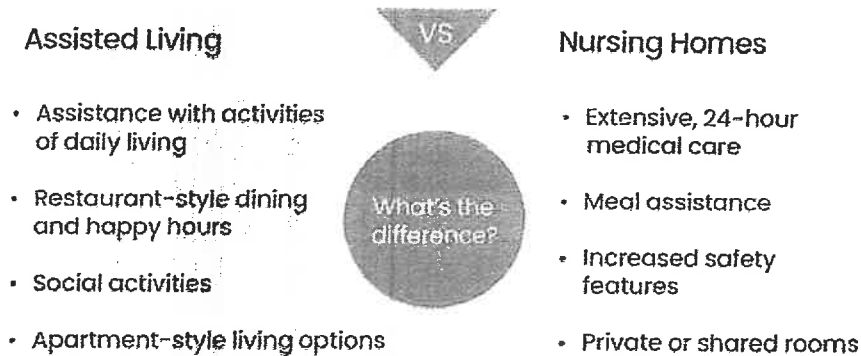 Assisted Living
VS
Nursing Homes
• Assistance with activities
of daily living
• Restaurant-style dining
and happy hours
• Social activities
• Apartment-style living options
What's the
difference?
• Extensive, 24-hour
medical care
• Meal assistance
• Increased safety
features
• Private or shared rooms